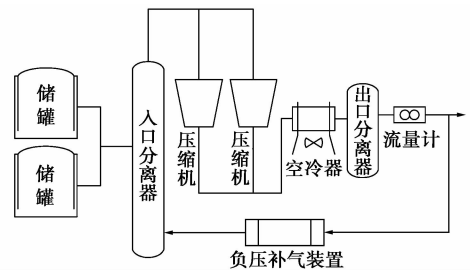 储罐
储罐
入口分离器
压缩机
压缩机
空冷器
出口分离器
流量计
负压补气装置